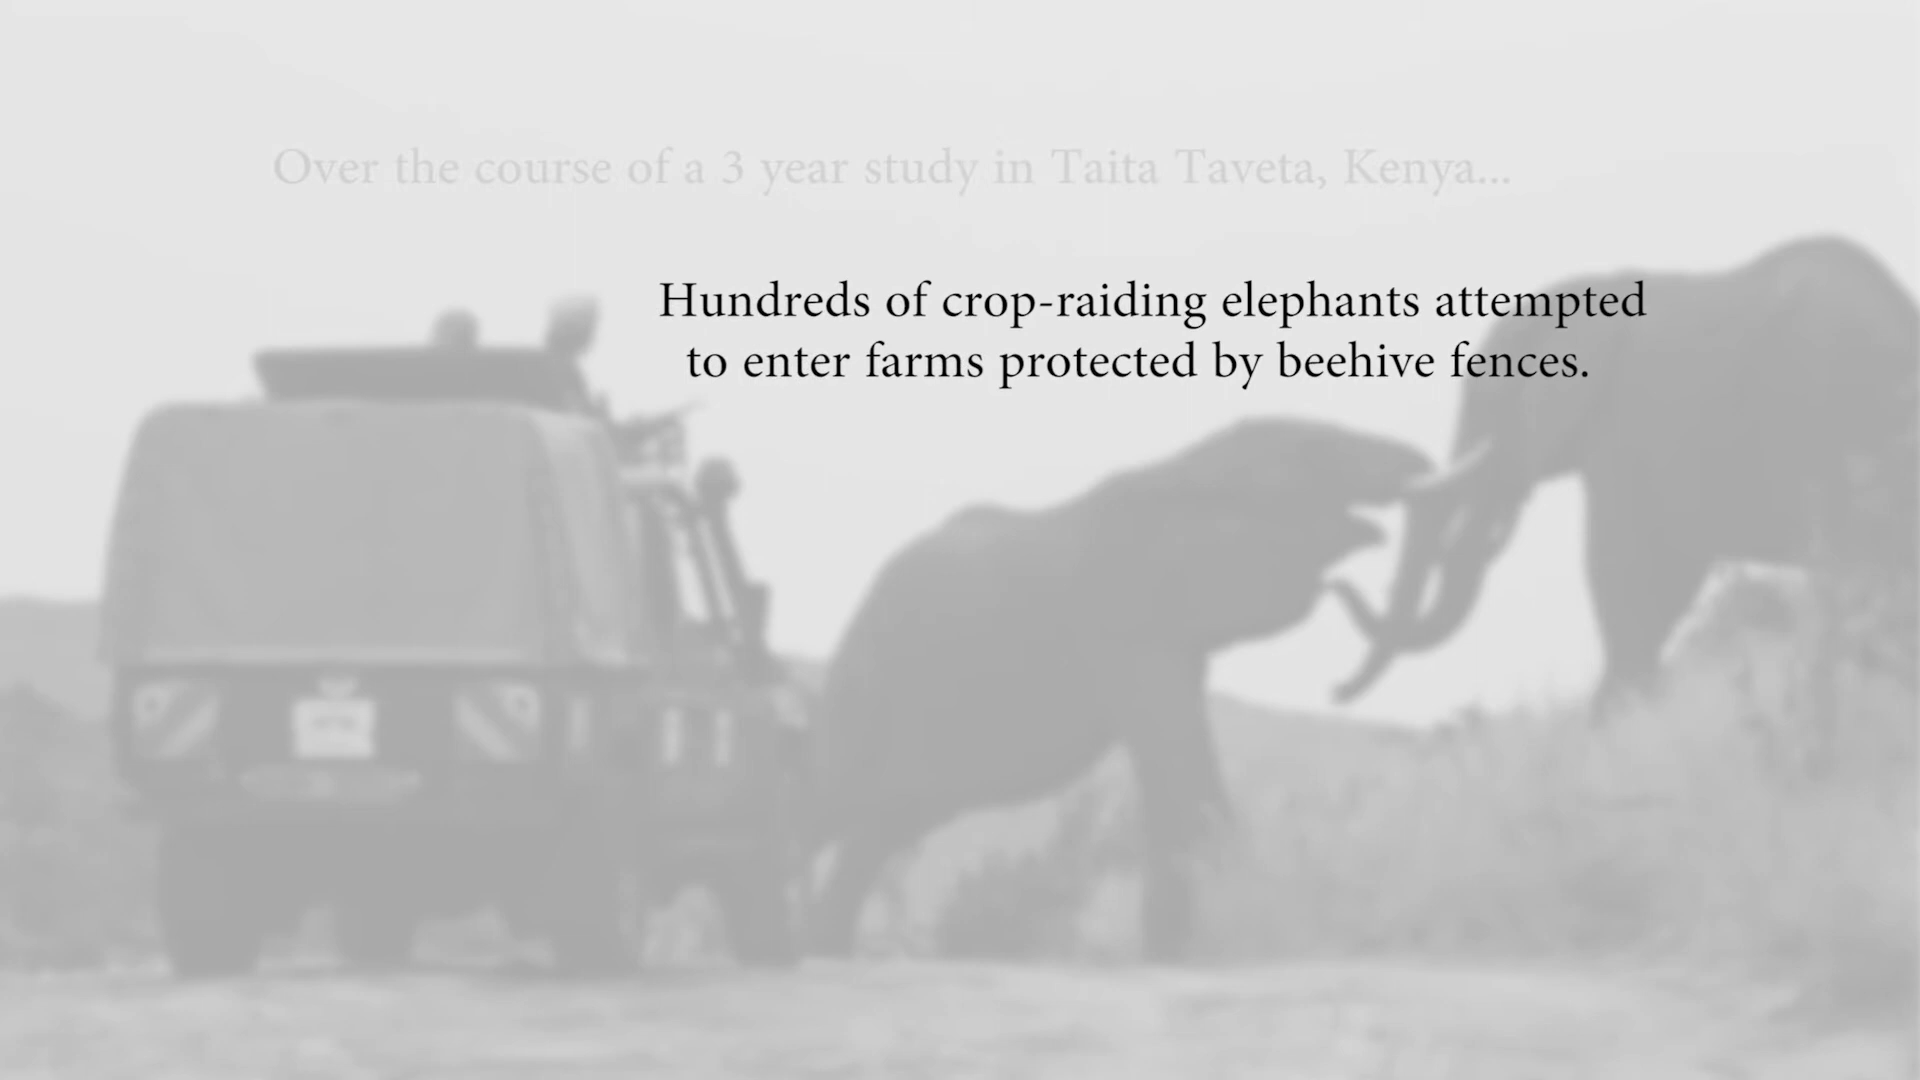 Over the course of a 3 year study in Taita Taveta, Kenya...
Hundreds of crop-raiding elephants attempted
to enter farms protected by beehive fences.